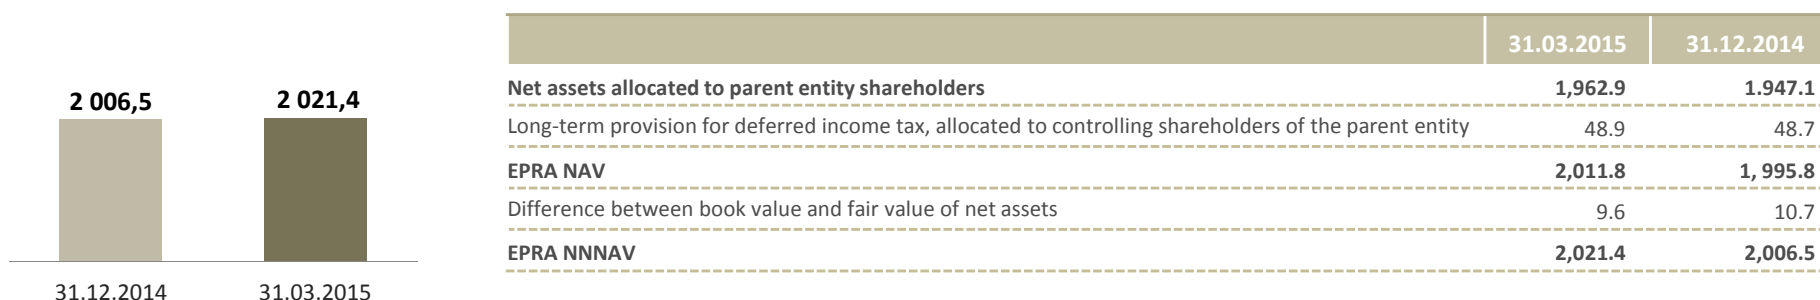 2 006,5 2 021,4
31.12.2014 31.03.2015
31.03.2015 31.12.2014
Net assets allocated to parent entity shareholders 1,962.9 1.947.1
Long-term provision for deferred income tax, allocated to controlling shareholders of the parent entity 48.9 48.7
EPRA NAV 2,011.8 1, 995.8
Difference between book value and fair value of net assets 9.6 10.7
EPRA NNNAV 2,021.4 2,006.5